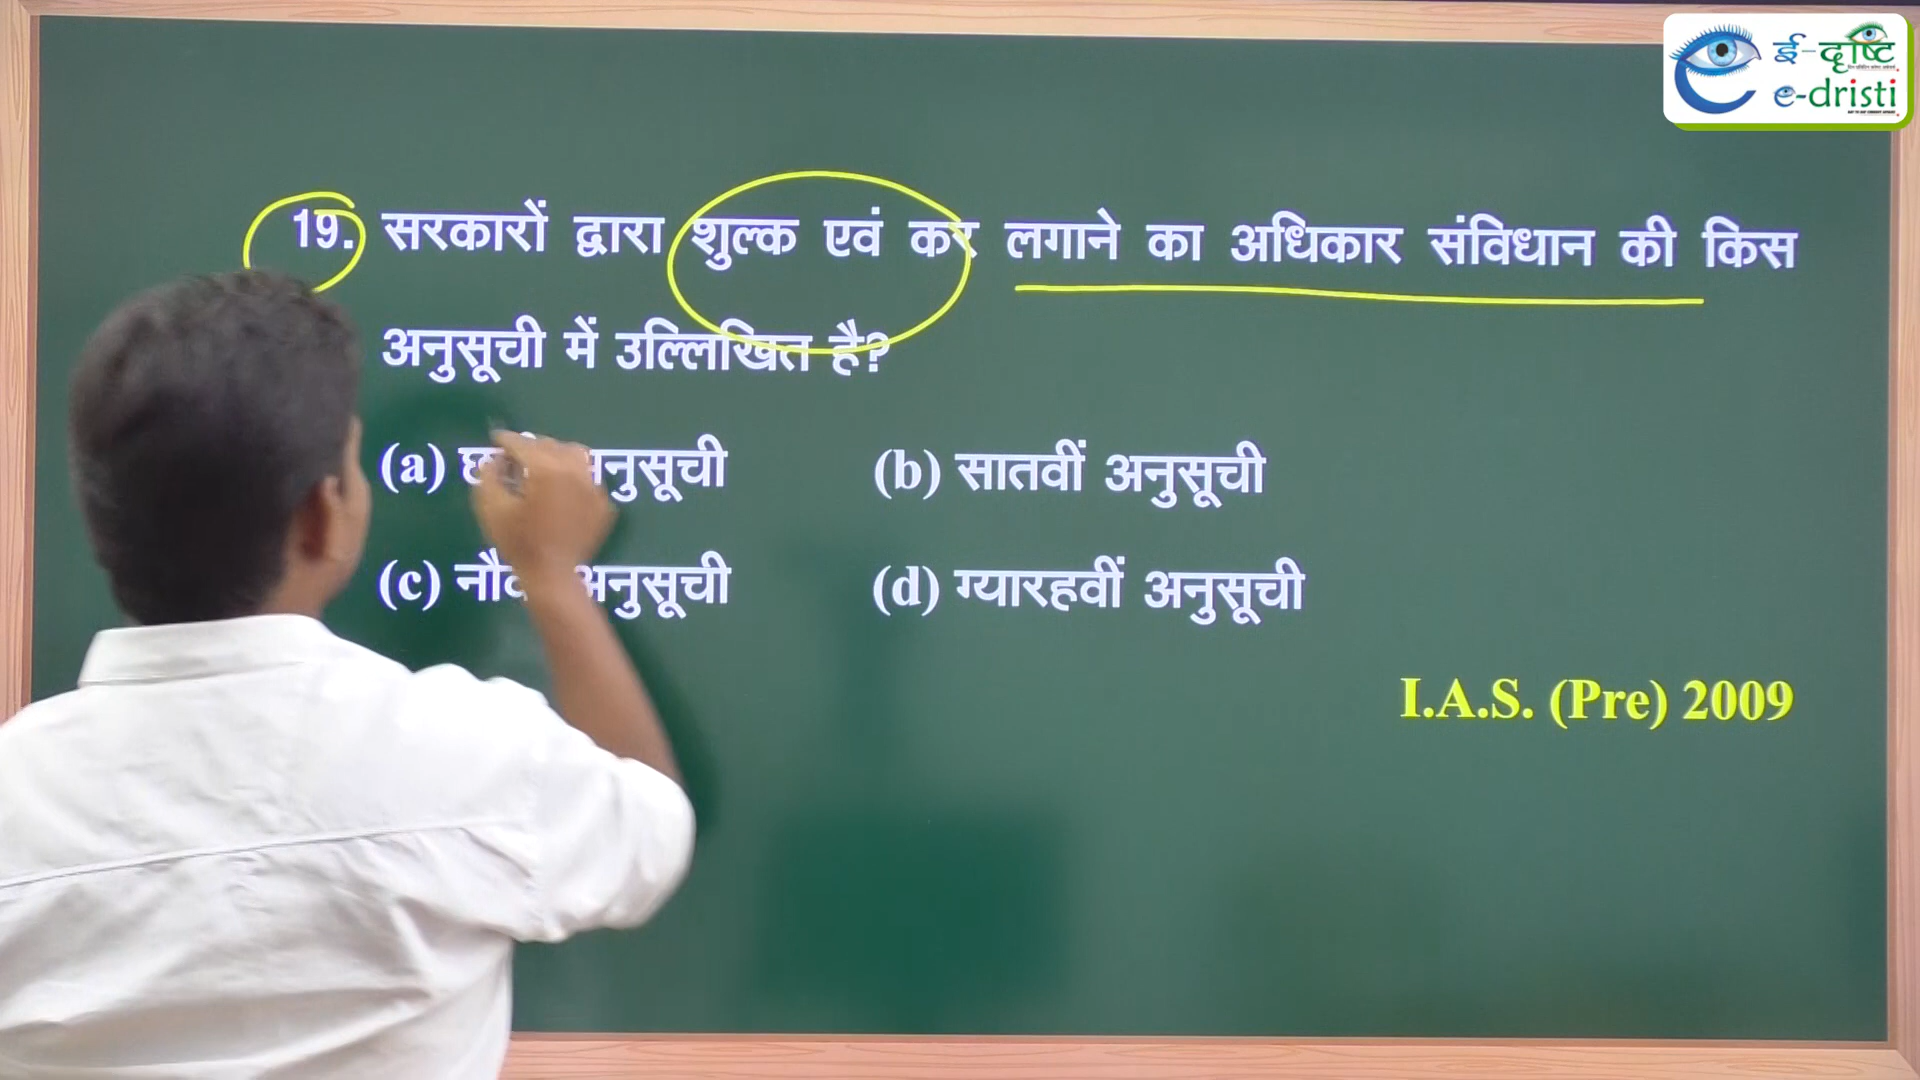 ई-दृष्टि
e-dristi
19. सरकारों द्वारा शुल्क एवं कर लगाने का अधिकार संविधान की किस
अनुसूची में उल्लिखित है?
(a) अनुसूची (b) सातवीं अनुसूची
(c) अनुसूची (d) ग्यारहवीं अनुसूची
I.A.S. (Pre) 2009